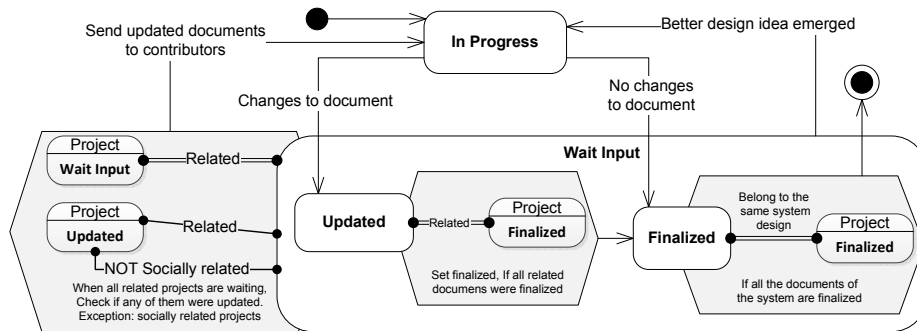 Send updated documents
to contributors
In Progress
Better design idea emerged
Changes to document
No changes
to document
Project
Wait Input
Related
Wait Input
Project
Updated
Related
NOT Socially related
When all related projects are waiting,
Check if any of them were updated.
Exception: socially related projects
Updated
Related
Project
Finalized
Set finalized, If all related
documens were finalized
Finalized
Belong to the
same system
design
Project
Finalized
If all the documents of
the system are finalized